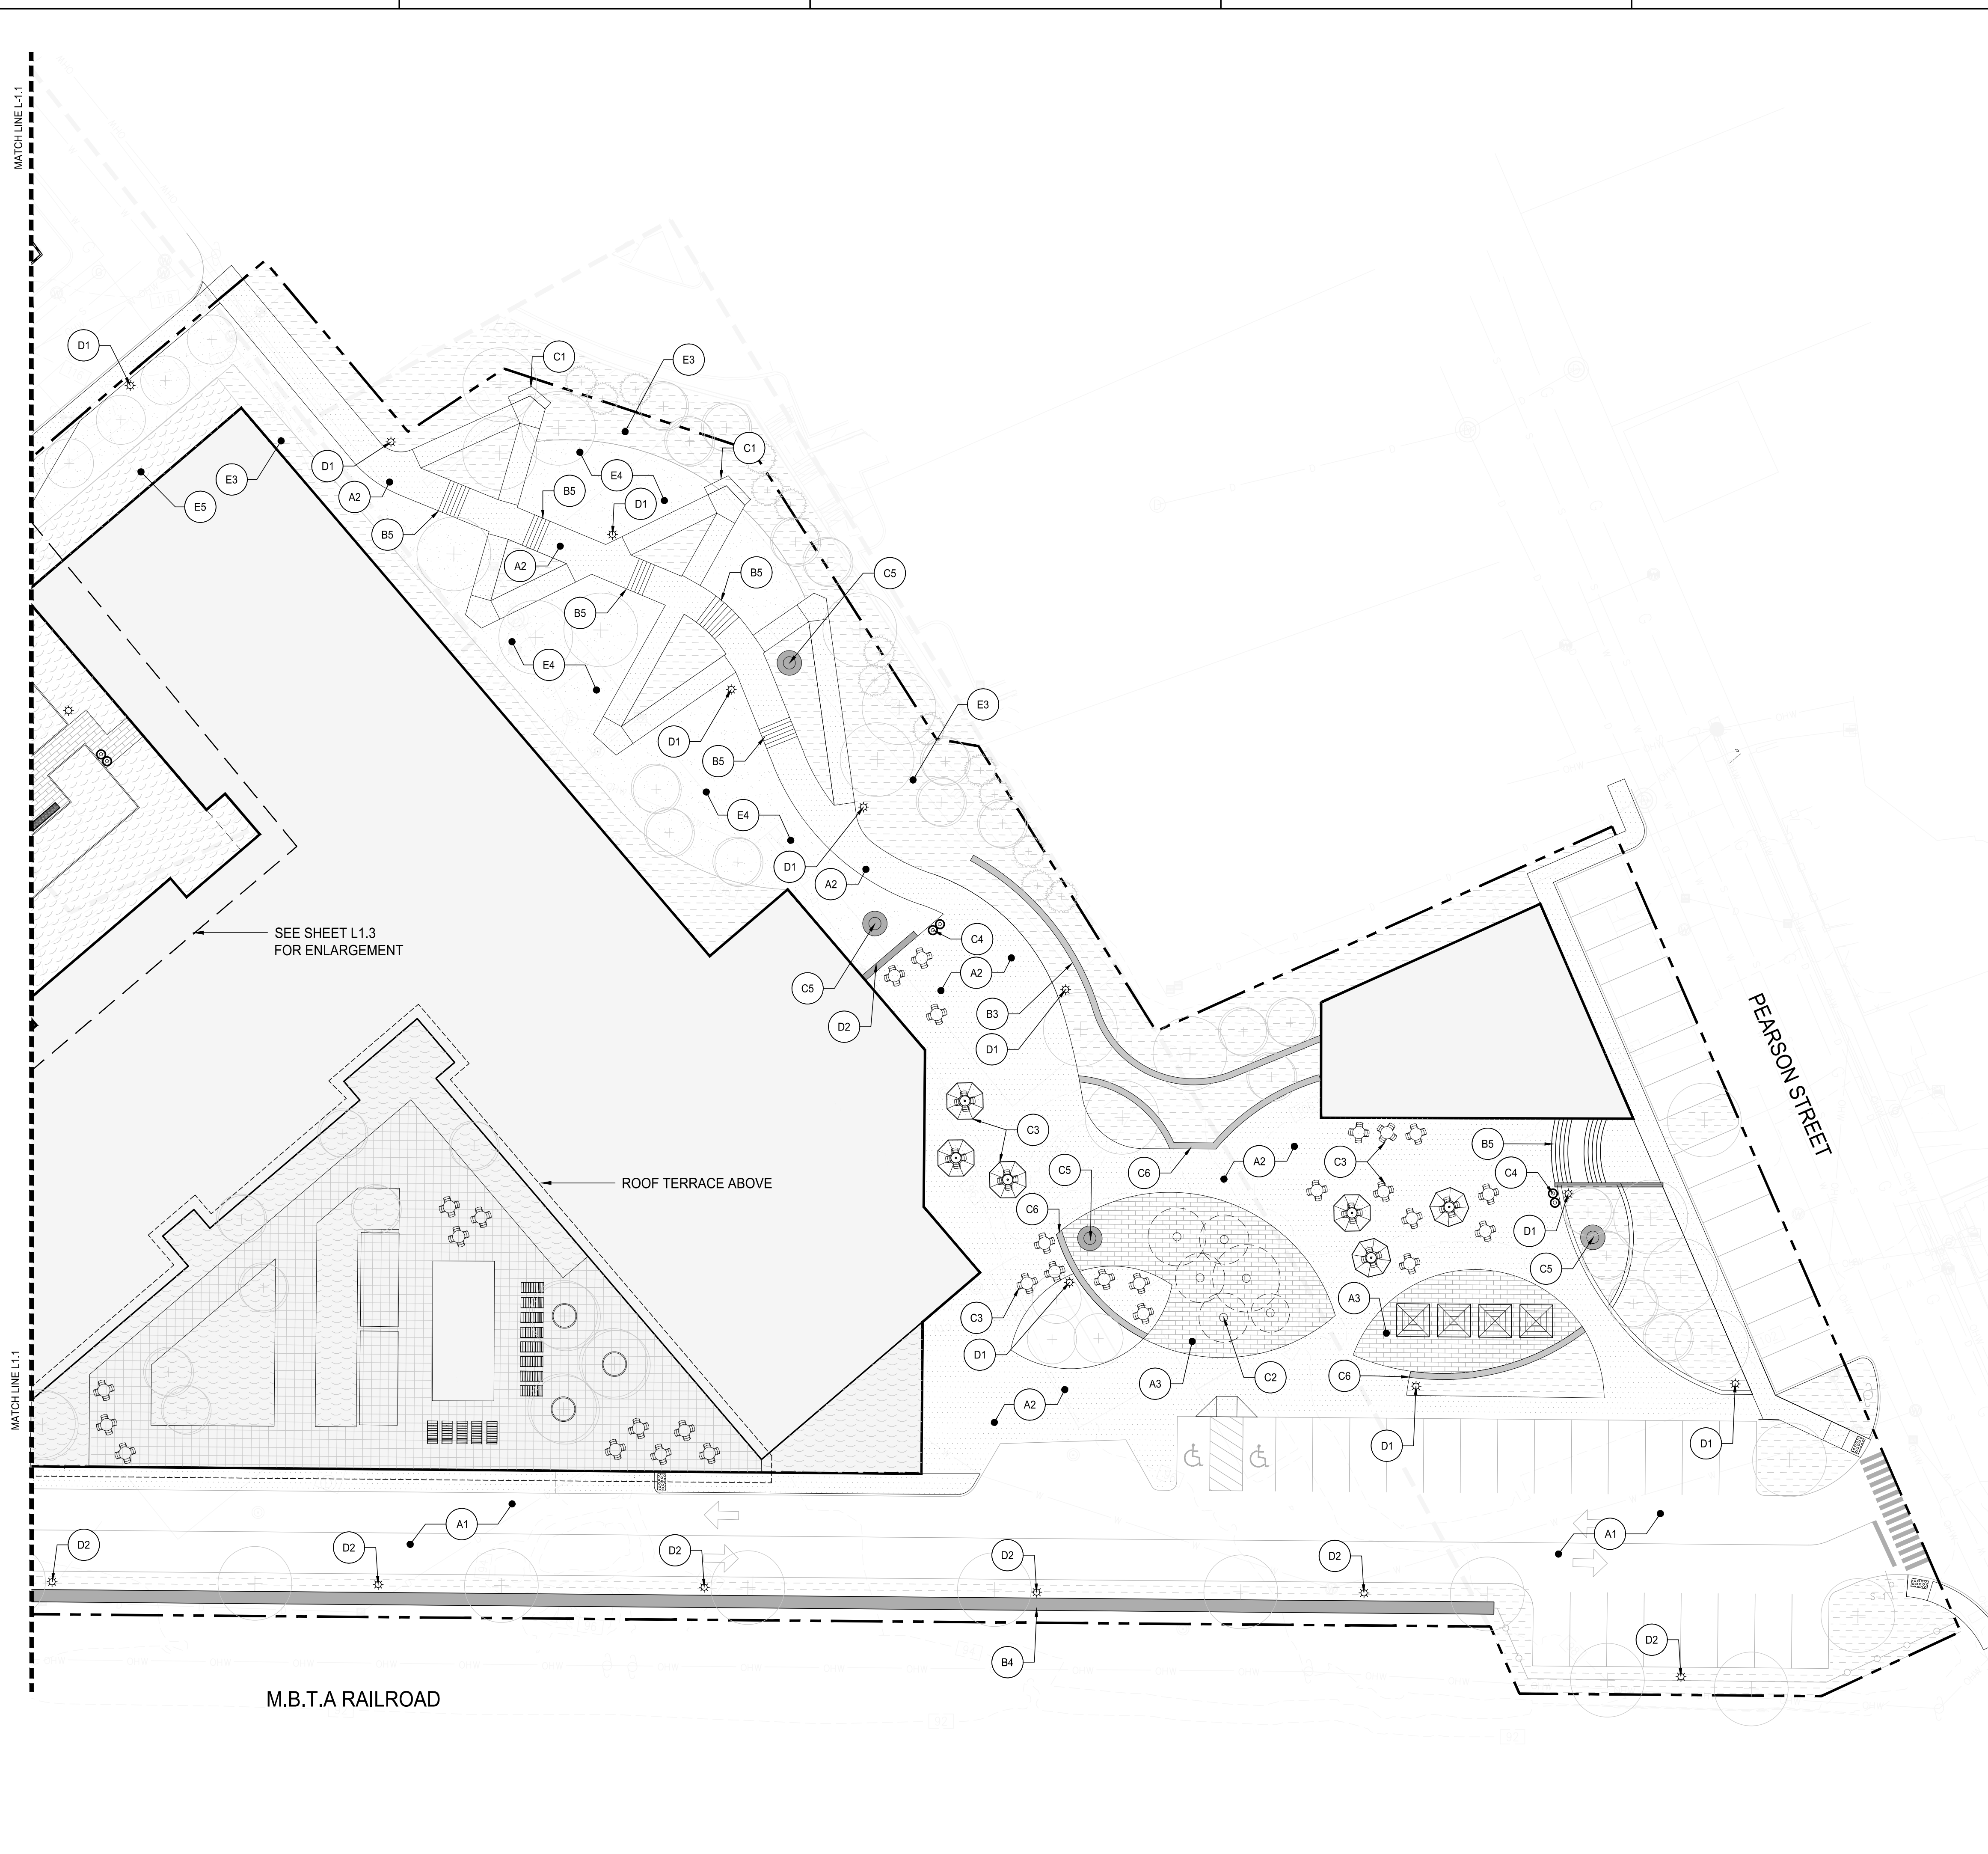 MATCH LINE L-1.1
D1
C1
E3
C1
E3
D1
E4
A2
B5
D1
E5
B5
A2
B5
C5
B5
E4
E3
D1
B5
E4
D1
A2
SEE SHEET L1.3
FOR ENLARGEMENT
C4
A2
C5
B3
D2
D1
PEARSON STREET
C3
B5
C5
C6
A2
C3
C4
ROOF TERRACE ABOVE
C6
D1
C5
A3
C3
D1
A3
C2
C6
A2
D1
D1
MATCH LINE L1.1
A1
A1
D2
D2
D2
D2
D2
D2
B4
M.B.T.A RAILROAD